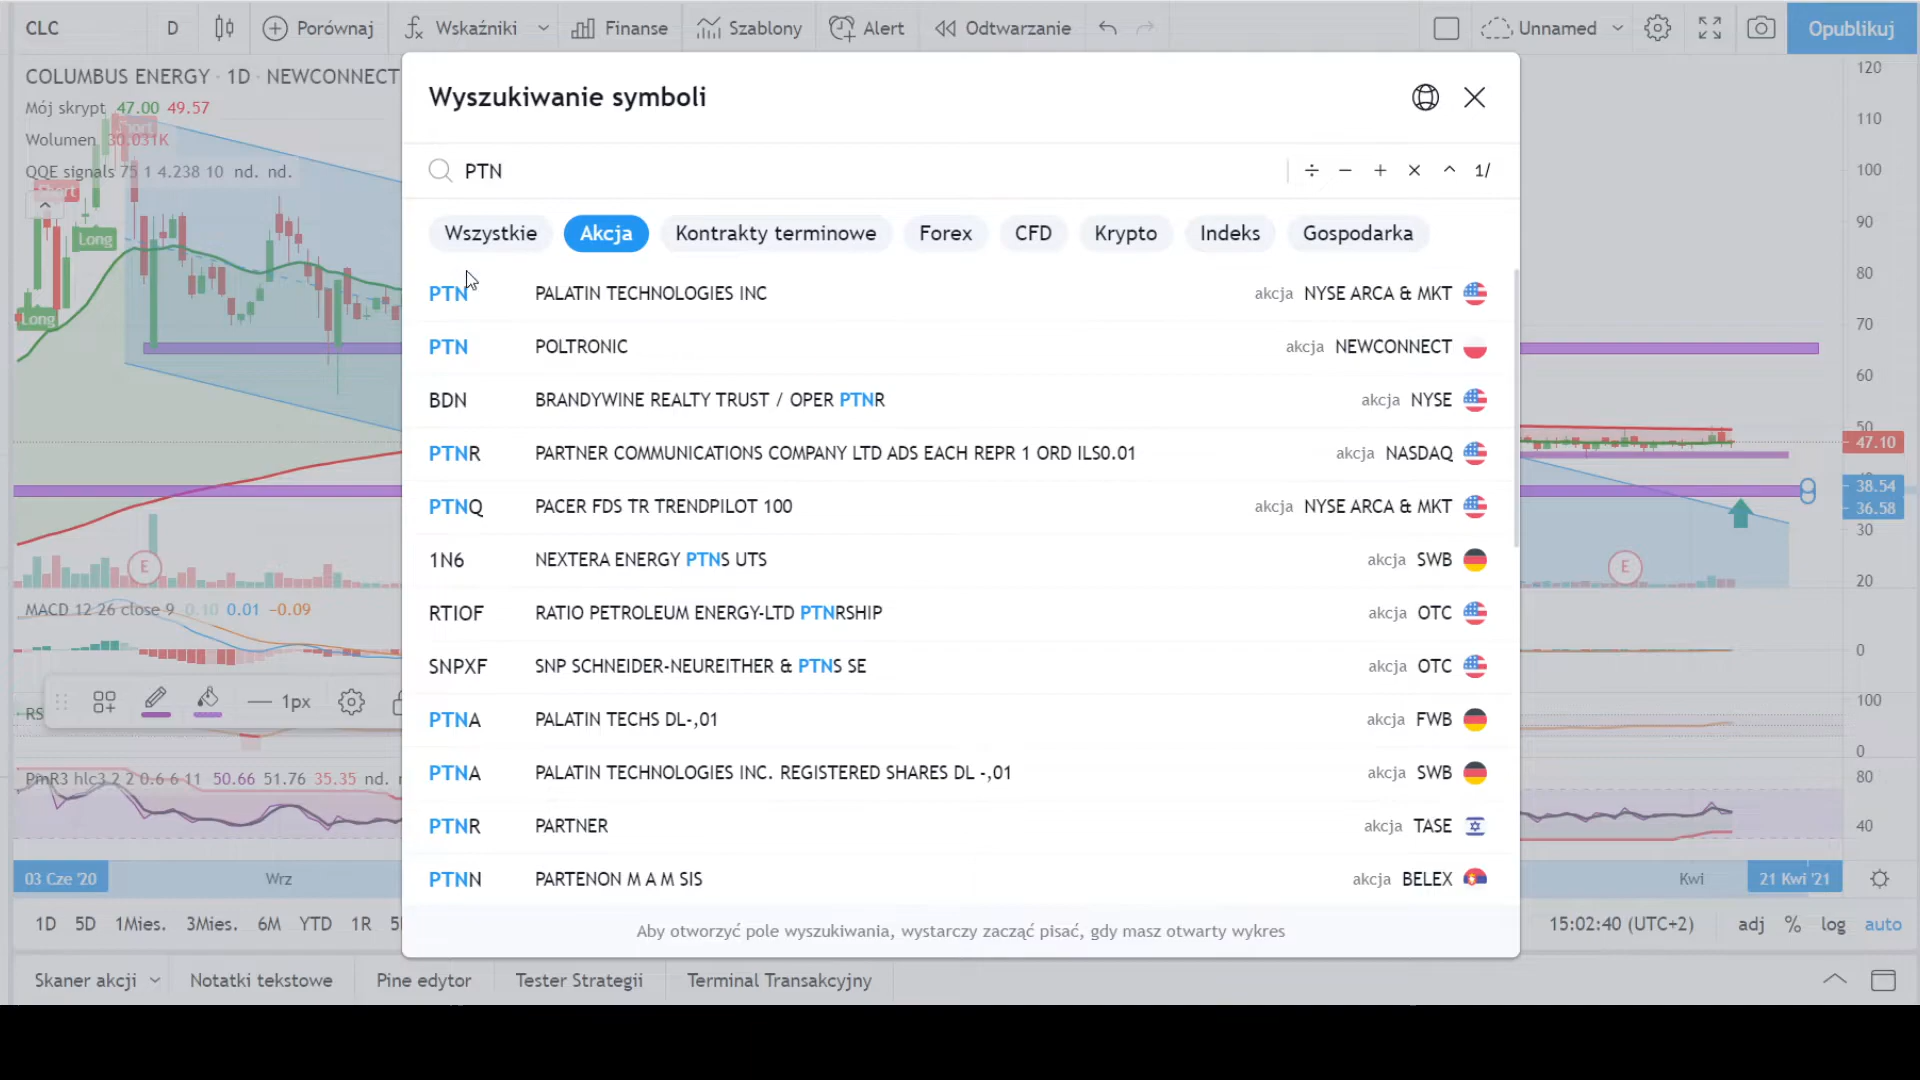 CLC D Porównaj Wskaźniki Finanse Szablony Alert Odtwarzanie Unnamed Opublikuj
COLUMBUS ENERGY · 1D · NEWCONNECT
Mój skrypt 47.00 49.57
Wolumen 30.031K
QQE signals 75 1 4.238 10 nd. nd.
Short
Short
Long
Long
E
MACD 12 26 close 9 0.10 0.01 −0.09
RS
1px
PmR3 hlc3 2 2 0.6 6 11 50.66 51.76 35.35 nd.
Wyszukiwanie symboli
PTN ÷ − + × ^ 1/
Wszystkie Akcja Kontrakty terminowe Forex CFD Krypto Indeks Gospodarka
PTN PALATIN TECHNOLOGIES INC akcja NYSE ARCA & MKT
PTN POLTRONIC akcja NEWCONNECT
BDN BRANDYWINE REALTY TRUST / OPER PTNR akcja NYSE
PTNR PARTNER COMMUNICATIONS COMPANY LTD ADS EACH REPR 1 ORD ILS0.01 akcja NASDAQ
PTNQ PACER FDS TR TRENDPILOT 100 akcja NYSE ARCA & MKT
1N6 NEXTERA ENERGY PTNS UTS akcja SWB
RTIOF RATIO PETROLEUM ENERGY-LTD PTNRSHIP akcja OTC
SNPXF SNP SCHNEIDER-NEUREITHER & PTNS SE akcja OTC
PTNA PALATIN TECHS DL-,01 akcja FWB
PTNA PALATIN TECHNOLOGIES INC. REGISTERED SHARES DL -,01 akcja SWB
PTNR PARTNER akcja TASE
PTNN PARTENON M A M SIS akcja BELEX
Aby otworzyć pole wyszukiwania, wystarczy zacząć pisać, gdy masz otwarty wykres
120
110
100
90
80
70
60
50
47.10
38.54
36.58
30
E
20
0
100
0
80
40
03 Cze '20 Wrz Kwi 21 Kwi '21
1D 5D 1Mies. 3Mies. 6M YTD 1R 15:02:40 (UTC+2) adj % log auto
Skaner akcji Notatki tekstowe Pine edytor Tester Strategii Terminal Transakcyjny